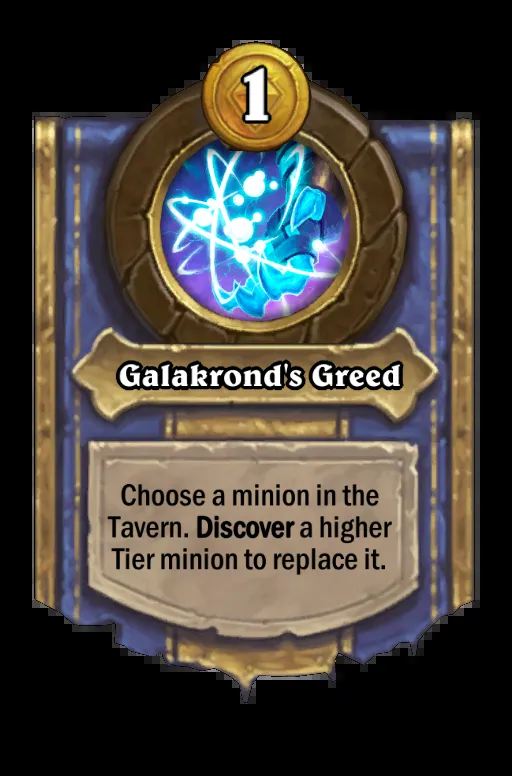 1
Galakrond's Greed
Choose a minion in the
Tavern. Discover a higher
Tier minion to replace it.